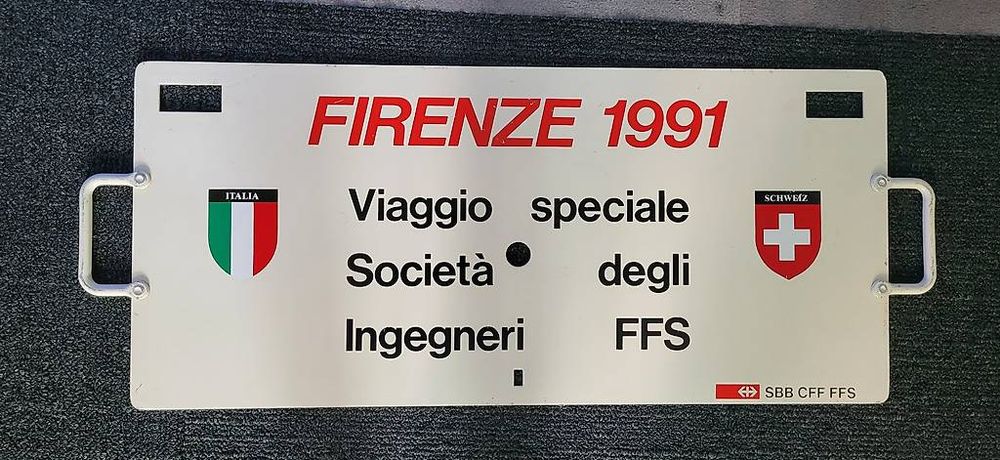 FIRENZE 1991
ITALIA
SCHWEIZ
Viaggio speciale
Società degli
Ingegneri FFS
SBB CFF FFS